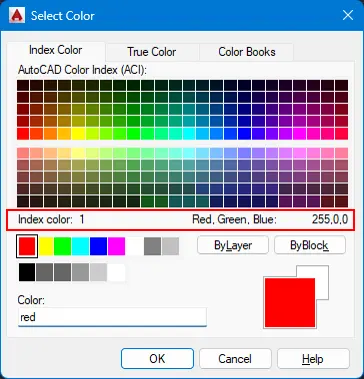 Select Color
Index Color True Color Color Books
AutoCAD Color Index (ACI):
Index color: 1 Red, Green, Blue: 255,0,0
ByLayer ByBlock
Color:
red
OK Cancel Help